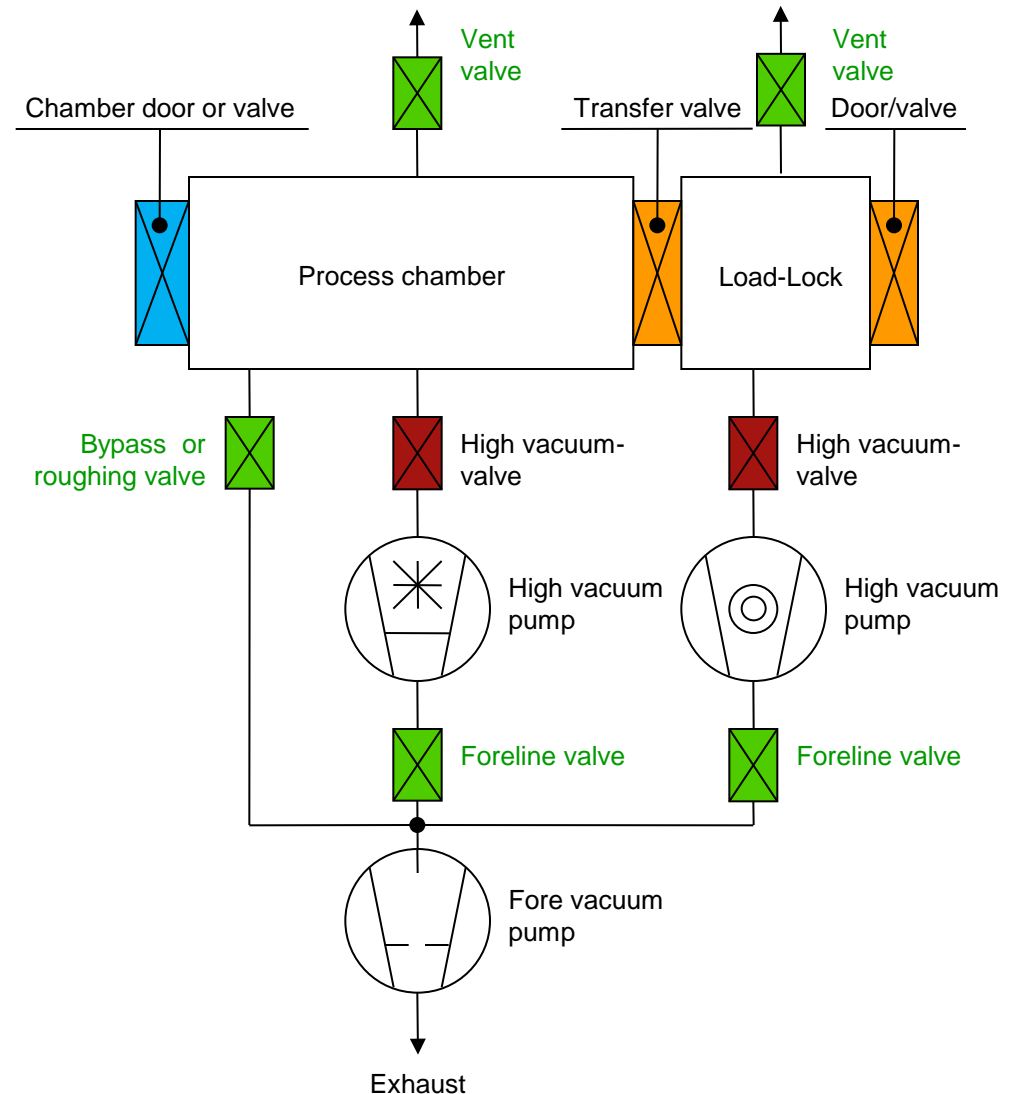 Vent
valve
Vent
valve
Chamber door or valve
Transfer valve
Door/valve
Process chamber
Load-Lock
Bypass or
roughing valve
High vacuum-
valve
High vacuum-
valve
High vacuum
pump
High vacuum
pump
Foreline valve
Foreline valve
Fore vacuum
pump
Exhaust